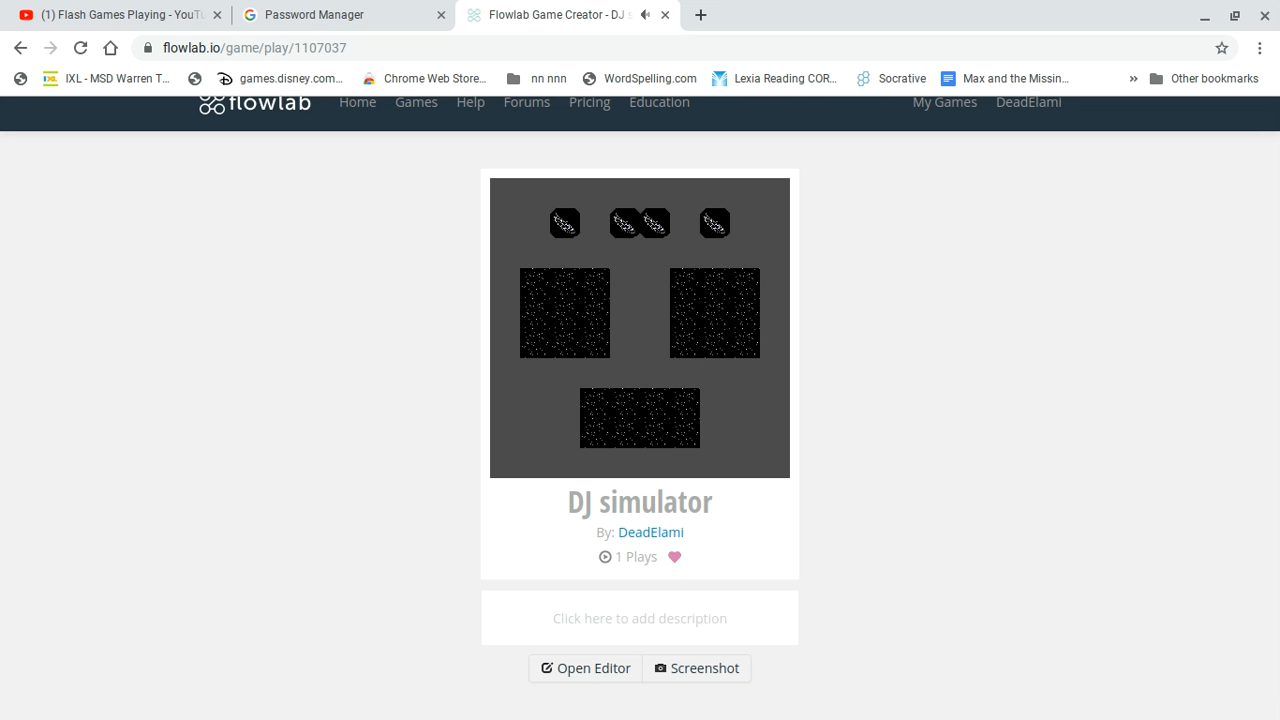 (1) Flash Games Playing - YouTu
Password Manager
Flowlab Game Creator - DJ s
flowlab.io/game/play/1107037
IXL - MSD Warren T...
games.disney.com...
Chrome Web Store...
nn nnn
WordSpelling.com
Lexia Reading COR...
Socrative
Max and the Missin...
»
Other bookmarks
flowlab
Home
Games
Help
Forums
Pricing
Education
My Games
DeadElami
DJ simulator
By: DeadElami
1 Plays
Click here to add description
Open Editor
Screenshot